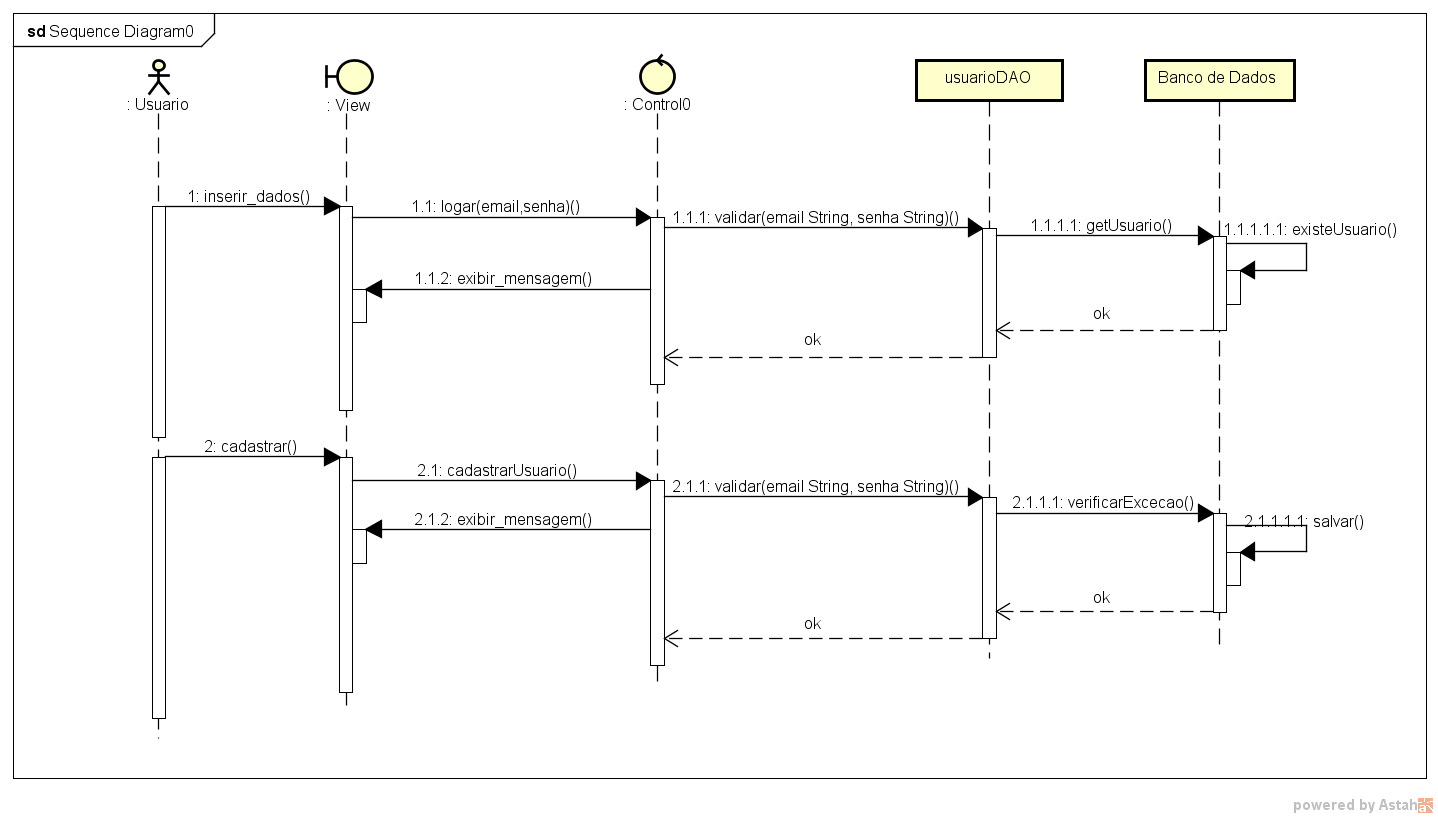 sd Sequence Diagram0
: Usuario
: View
: Control0
usuarioDAO
Banco de Dados
1: inserir_dados()
1.1: logar(email,senha)()
1.1.1: validar(email String, senha String)()
1.1.1.1: getUsuario()
1.1.1.1.1: existeUsuario()
1.1.2: exibir_mensagem()
ok
ok
2: cadastrar()
2.1: cadastrarUsuario()
2.1.1: validar(email String, senha String)()
2.1.1.1: verificarExcecao()
2.1.1.1.1: salvar()
2.1.2: exibir_mensagem()
ok
ok
powered by Astah